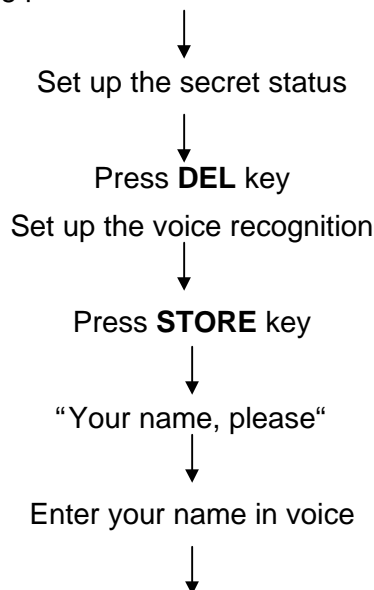 Set up the secret status
Press DEL key
Set up the voice recognition
Press STORE key
“Your name, please“
Enter your name in voice